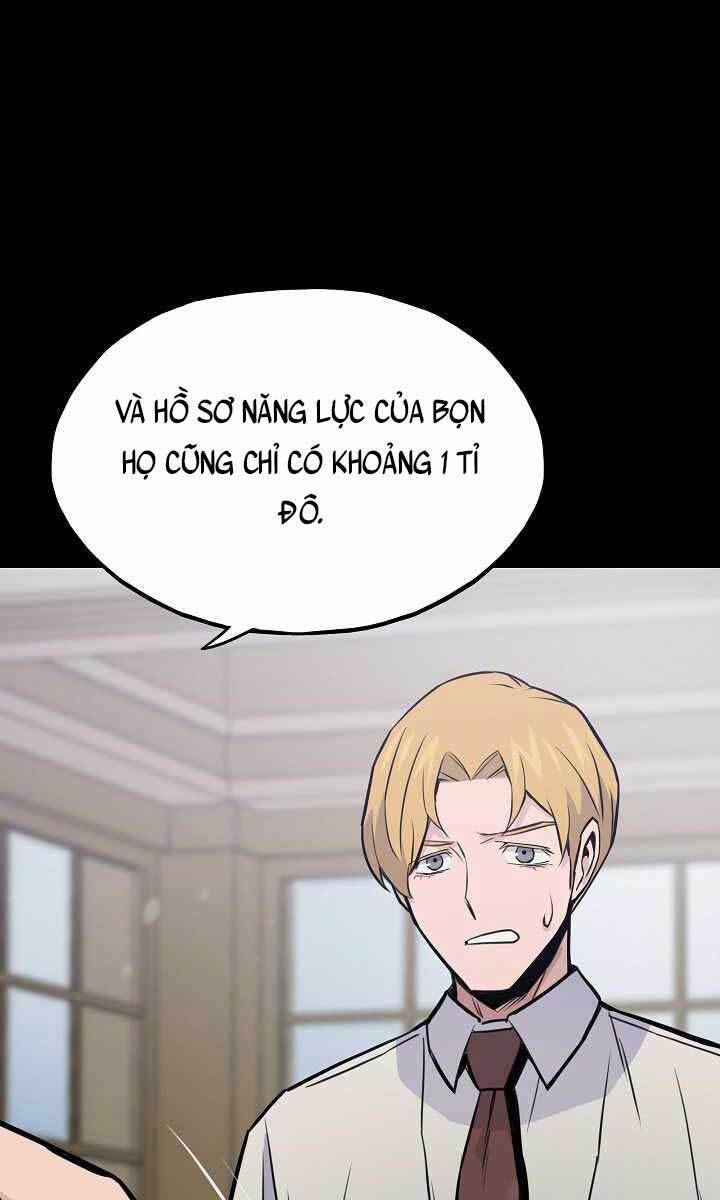 VÀ HỒ SƠ NĂNG LỰC CỦA BỌN
HỌ CŨNG CHỈ CÓ KHOẢNG 1 TỈ
ĐÔ.